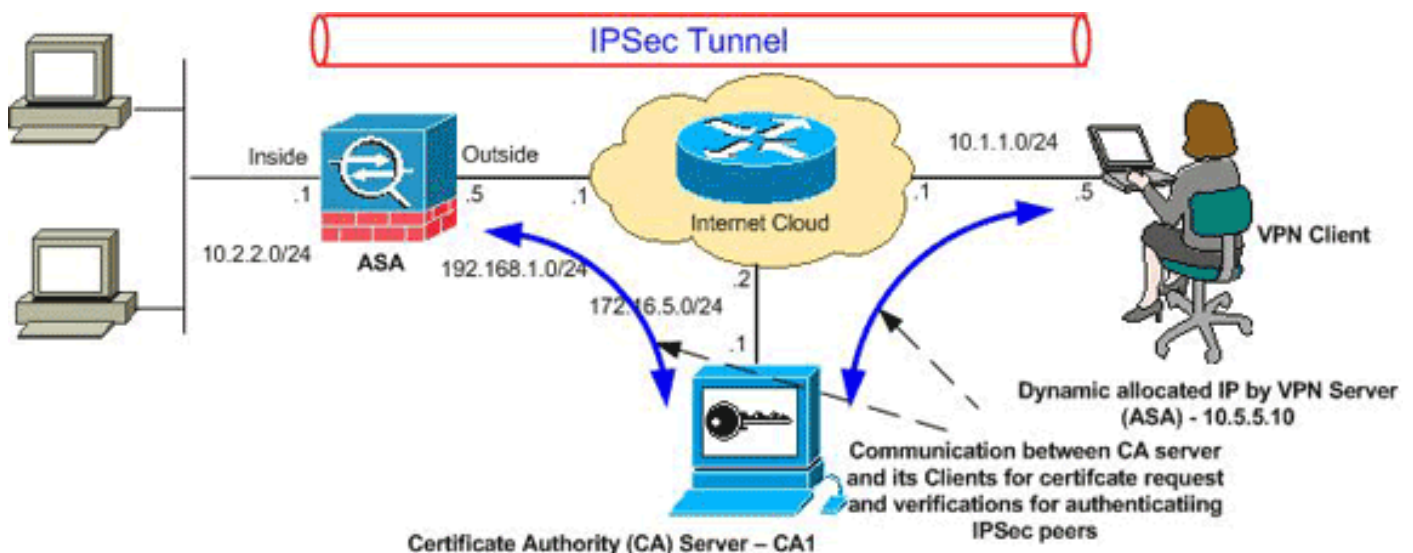 IPSec Tunnel
Inside
Outside
10.1.1.0/24
.1
.5
.1
.1
.5
Internet Cloud
VPN Client
10.2.2.0/24
ASA
192.168.1.0/24
.2
172.16.5.0/24
.1
Dynamic allocated IP by VPN Server
(ASA) - 10.5.5.10
Communication between CA server
and its Clients for certifcate request
and verifications for authenticatiing
IPSec peers
Certificate Authority (CA) Server – CA1